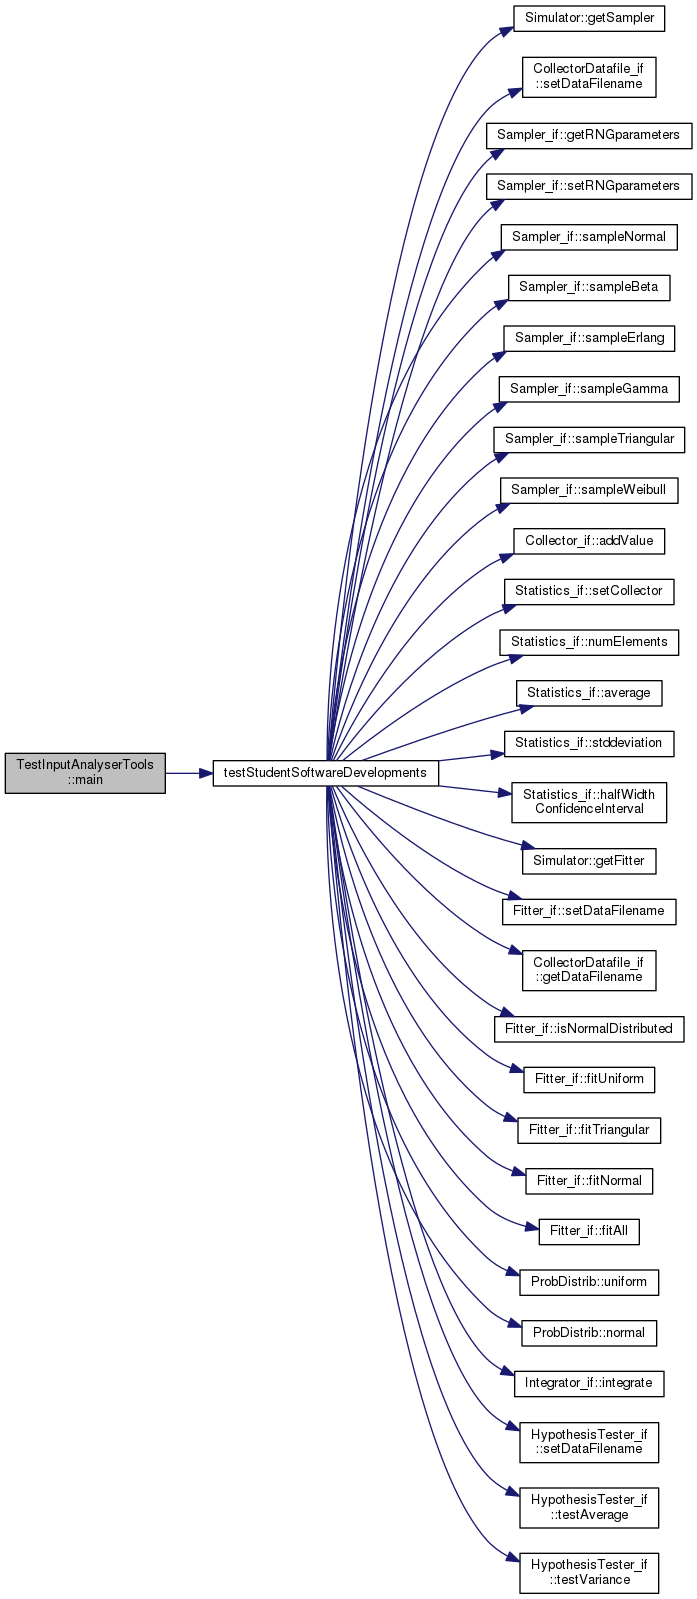 Simulator::getSampler
CollectorDatafile_if
::setDataFilename
Sampler_if::getRNGparameters
Sampler_if::setRNGparameters
Sampler_if::sampleNormal
Sampler_if::sampleBeta
Sampler_if::sampleErlang
Sampler_if::sampleGamma
Sampler_if::sampleTriangular
Sampler_if::sampleWeibull
Collector_if::addValue
Statistics_if::setCollector
Statistics_if::numElements
Statistics_if::average
Statistics_if::stddeviation
TestInputAnalyserTools
::main
testStudentSoftwareDevelopments
Statistics_if::halfWidth
ConfidenceInterval
Simulator::getFitter
Fitter_if::setDataFilename
CollectorDatafile_if
::getDataFilename
Fitter_if::isNormalDistributed
Fitter_if::fitUniform
Fitter_if::fitTriangular
Fitter_if::fitNormal
Fitter_if::fitAll
ProbDistrib::uniform
ProbDistrib::normal
Integrator_if::integrate
HypothesisTester_if
::setDataFilename
HypothesisTester_if
::testAverage
HypothesisTester_if
::testVariance